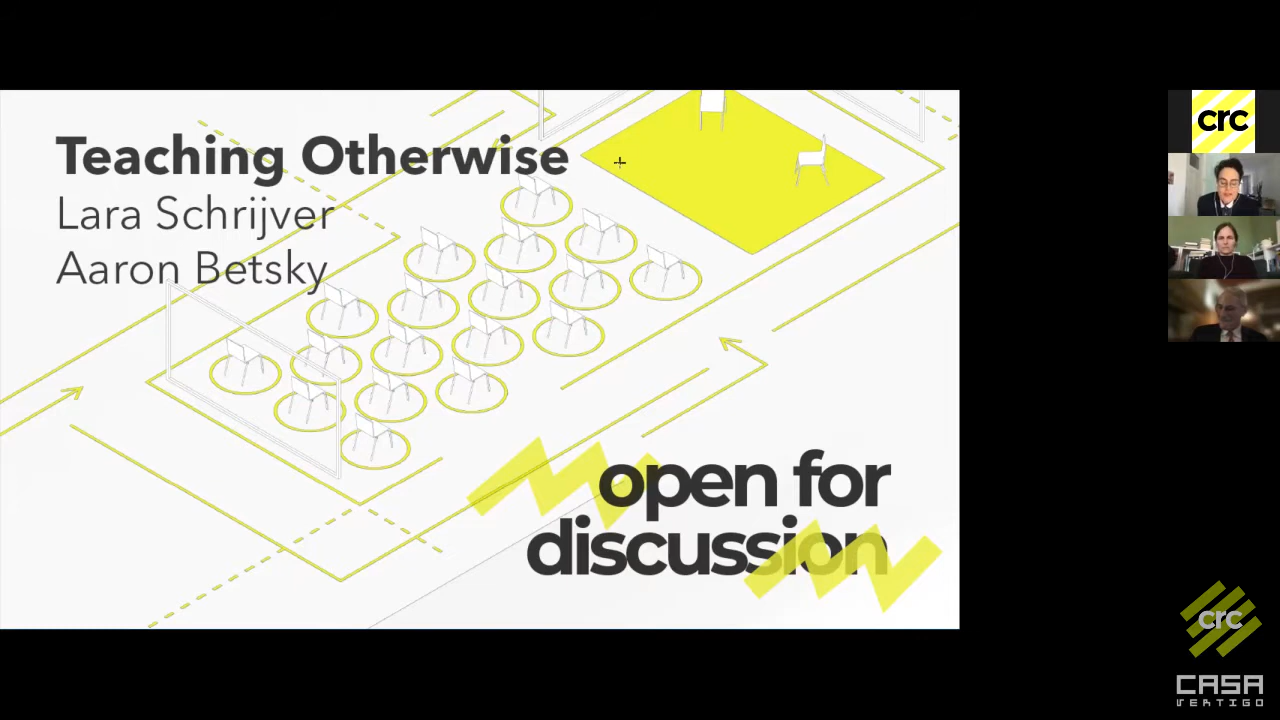 Teaching Otherwise
Lara Schrijver
Aaron Betsky
open for
discussion
crc
crc
CASA
VERTIGO